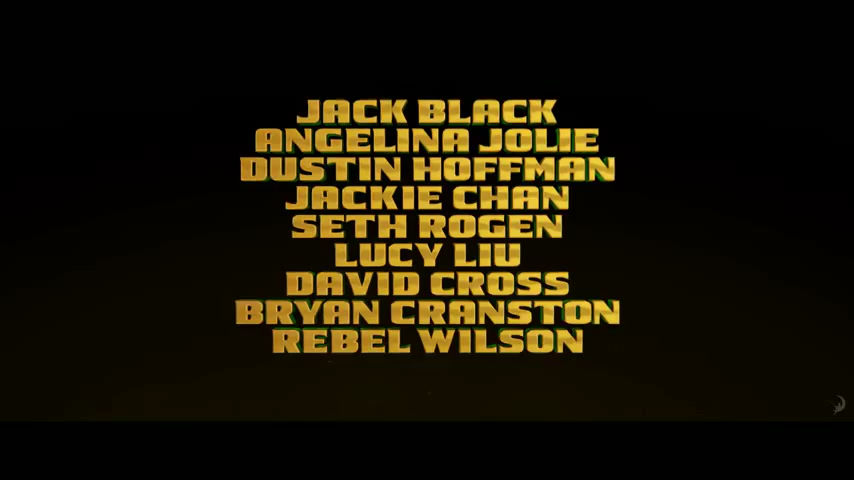 JACK BLACK
ANGELINA JOLIE
DUSTIN HOFFMAN
JACKIE CHAN
SETH ROGEN
LUCY LIU
DAVID CROSS
BRYAN CRANSTON
REBEL WILSON